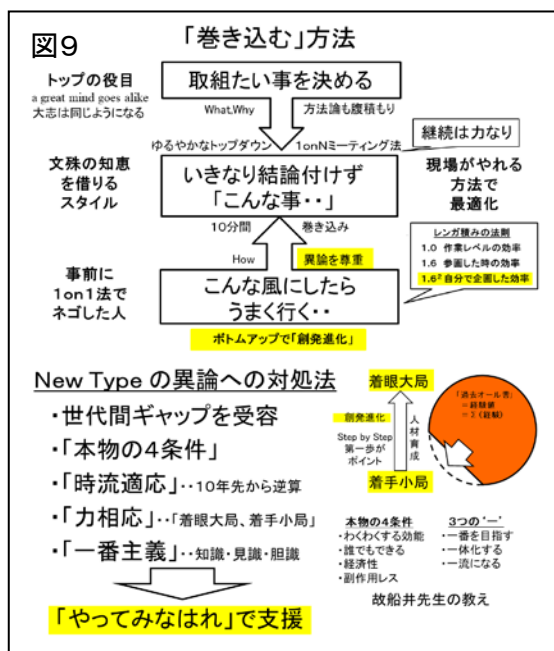 図9
「巻き込む」方法
トップの役目
a great mind goes alike
大志は同じようになる
取組たい事を決める
What,Why
方法論も腹積もり
ゆるやかなトップダウン
1onNミーティング法
継続は力なり
文殊の知恵
を借りる
スタイル
いきなり結論付けず
「こんな事・・」
現場がやれる
方法で
最適化
10分間
巻き込み
How
異論を尊重
レンガ積みの法則
1.0 作業レベルの効率
1.6 参画した時の効率
1.6² 自分で企画した効率
事前に
1on1法で
ネゴした人
こんな風にしたら
うまく行く・・
ボトムアップで「創発進化」
New Type の異論への対処法
・世代間ギャップを受容
・「本物の4条件」
・「時流適応」・・10年先から逆算
・「力相応」・・「着眼大局、着手小局」
・「一番主義」・・知識・見識・胆識
「やってみなはれ」で支援
着眼大局
創発進化
Step by Step
第一歩が
ポイント
人材育成
着手小局
「過去オール善」
＝経験値
＝Σ（経験）
本物の4条件
・わくわくする効能
・誰でもできる
・経済性
・副作用レス
3つの"一"
・一番を目指す
・一体化する
・一流になる
故船井先生の教え